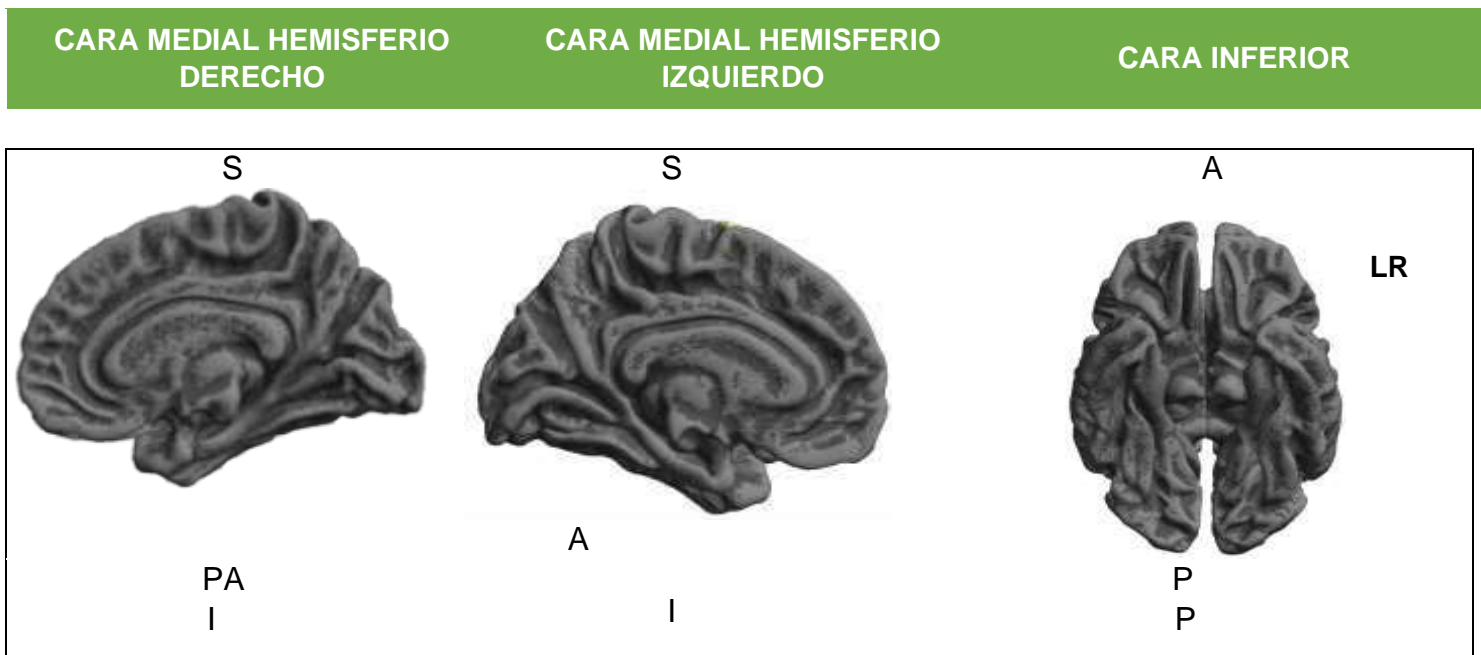 CARA MEDIAL HEMISFERIO
DERECHO
CARA MEDIAL HEMISFERIO
IZQUIERDO
CARA INFERIOR
S
S
A
LR
A
PA
I
I
P
P